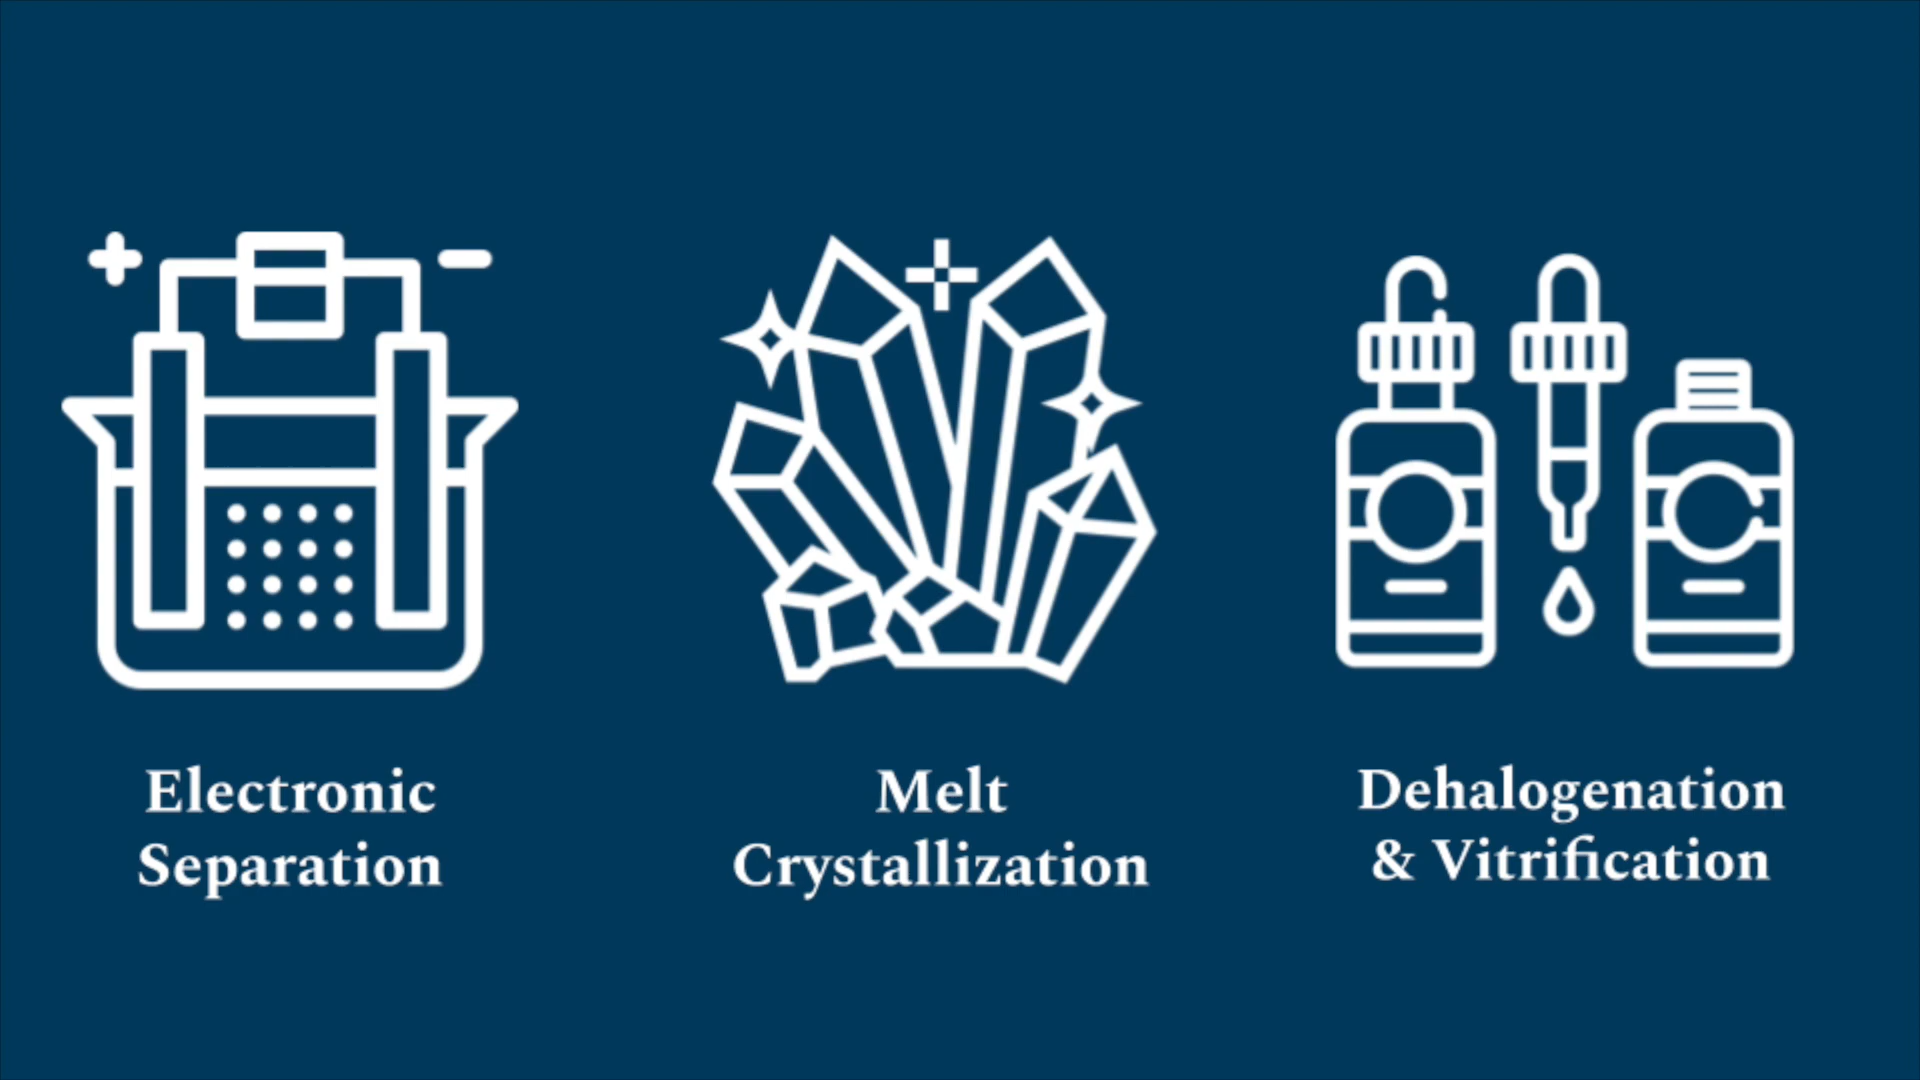 Electronic
Separation
Melt
Crystallization
Dehalogenation
& Vitrification